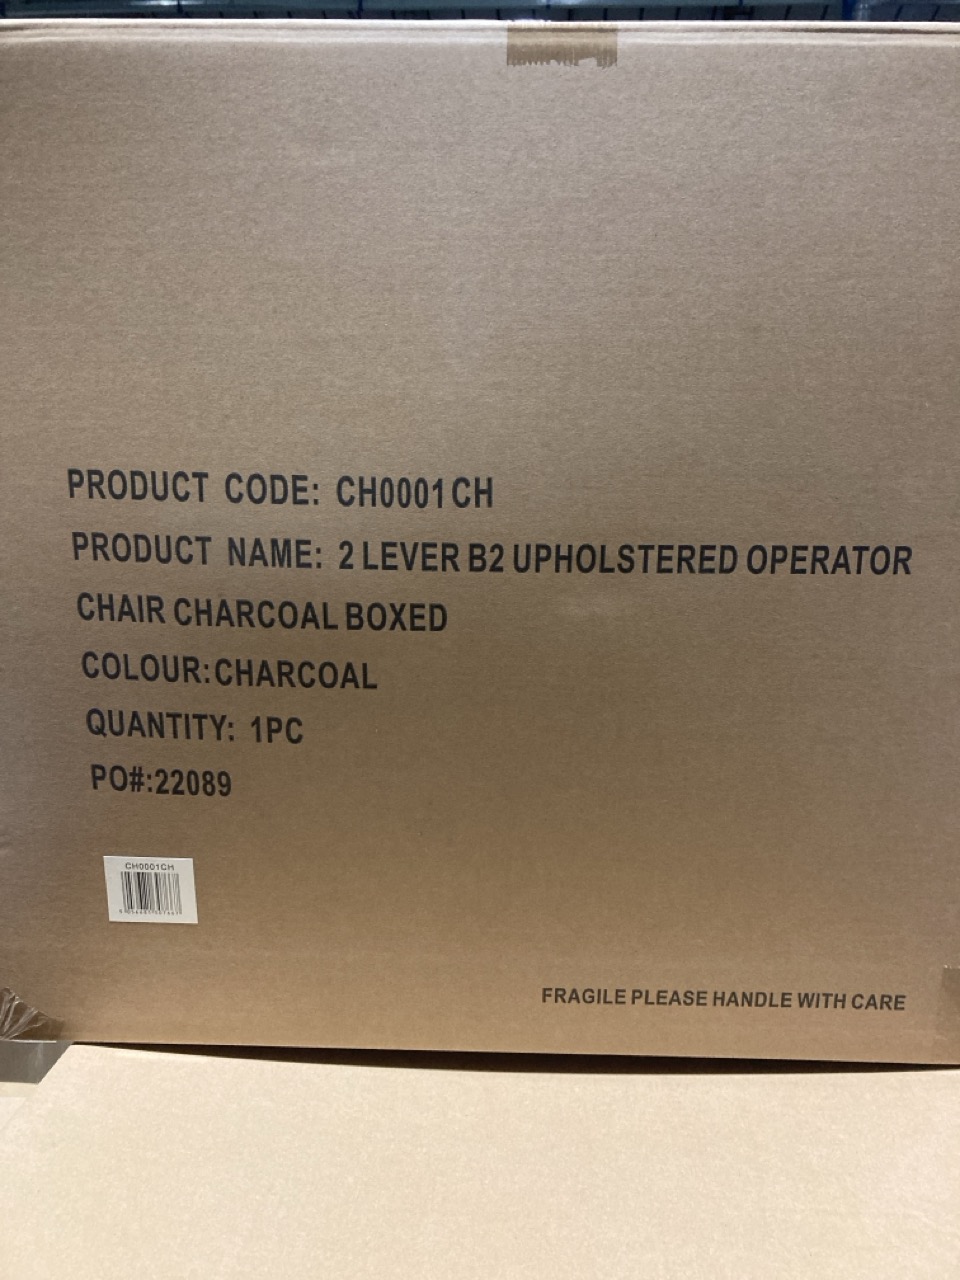 PRODUCT CODE: CH0001CH
PRODUCT NAME: 2 LEVER B2 UPHOLSTERED OPERATOR
CHAIR CHARCOAL BOXED
COLOUR:CHARCOAL
QUANTITY: 1PC
PO#:22089
CH0001CH
FRAGILE PLEASE HANDLE WITH CARE